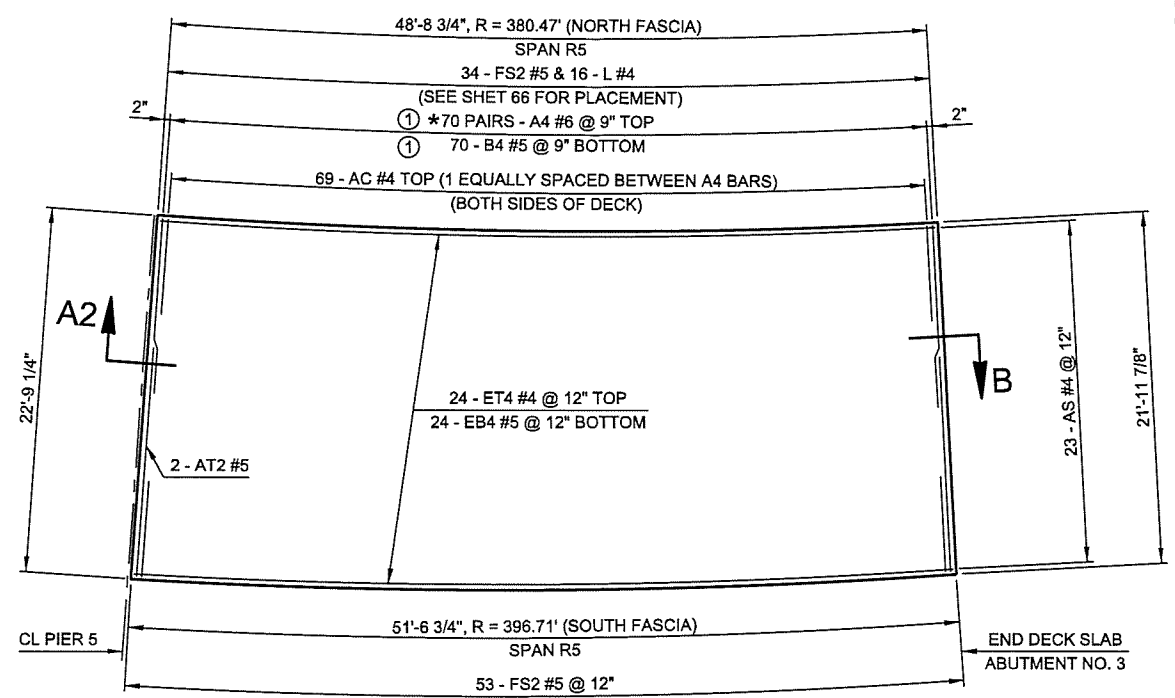 48'-8 3/4", R = 380.47' (NORTH FASCIA)
SPAN R5
34 - FS2 #5 & 16 - L #4
(SEE SHET 66 FOR PLACEMENT)
2"
① *70 PAIRS - A4 #6 @ 9" TOP
2"
① 70 - B4 #5 @ 9" BOTTOM
69 - AC #4 TOP (1 EQUALLY SPACED BETWEEN A4 BARS)
(BOTH SIDES OF DECK)
A2
B
22'-9 1/4"
24 - ET4 #4 @ 12" TOP
24 - EB4 #5 @ 12" BOTTOM
23 - AS #4 @ 12"
21'-11 7/8"
2 - AT2 #5
51'-6 3/4", R = 396.71' (SOUTH FASCIA)
SPAN R5
CL PIER 5
END DECK SLAB
ABUTMENT NO. 3
53 - FS2 #5 @ 12"